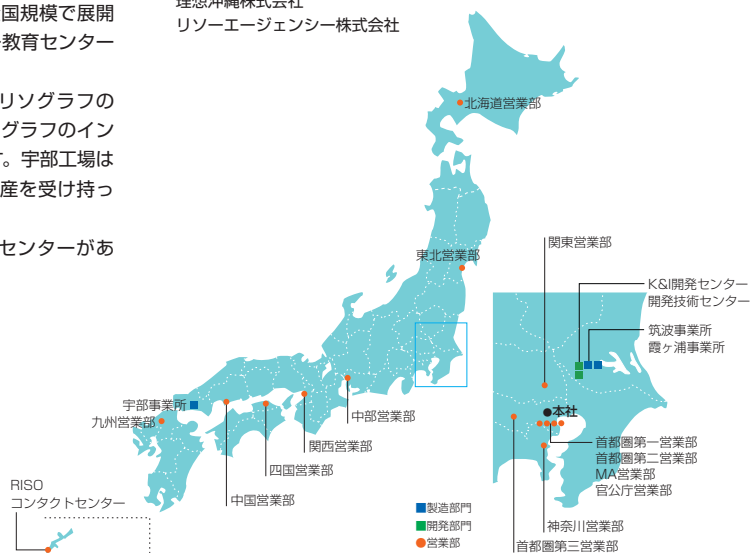 国規模で展開
教育センター
リソグラフの
グラフのイン
。宇部工場は
産を受け持っ
センターがあ
理想沖縄株式会社
リソーエージェンシー株式会社
北海道営業部
東北営業部
関東営業部
K&I開発センター
開発技術センター
筑波事業所
霞ヶ浦事業所
本社
首都圏第一営業部
首都圏第二営業部
MA営業部
官公庁営業部
神奈川営業部
首都圏第三営業部
中部営業部
関西営業部
四国営業部
中国営業部
宇部事業所
九州営業部
RISO
コンタクトセンター
製造部門
開発部門
営業部